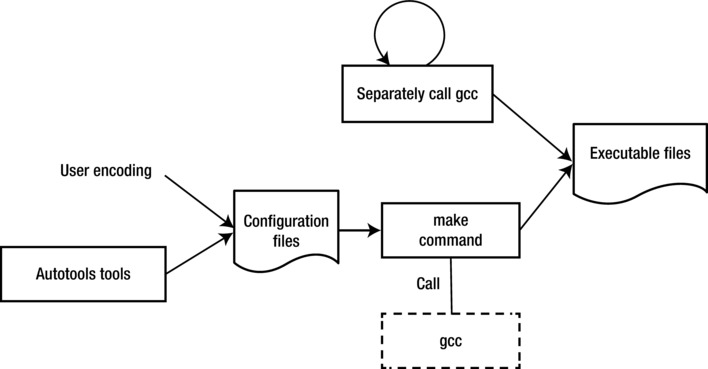 Separately call gcc
Executable files
User encoding
Configuration
files
make
command
Autotools tools
Call
gcc